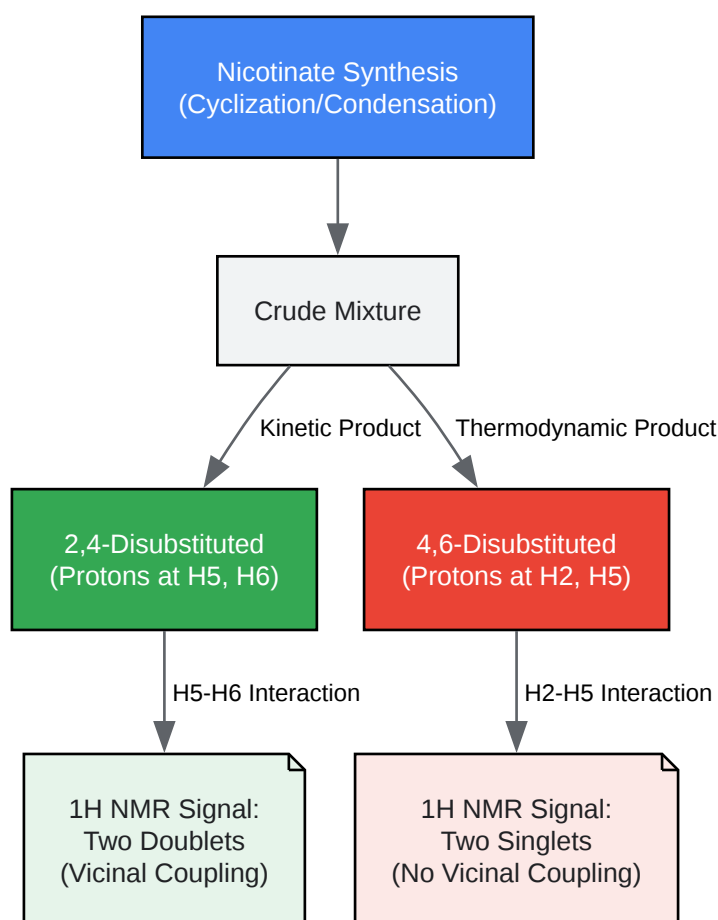 Nicotinate Synthesis
(Cyclization/Condensation)
Crude Mixture
Kinetic Product
Thermodynamic Product
2,4-Disubstituted
(Protons at H5, H6)
4,6-Disubstituted
(Protons at H2, H5)
H5-H6 Interaction
H2-H5 Interaction
1H NMR Signal:
Two Doublets
(Vicinal Coupling)
1H NMR Signal:
Two Singlets
(No Vicinal Coupling)